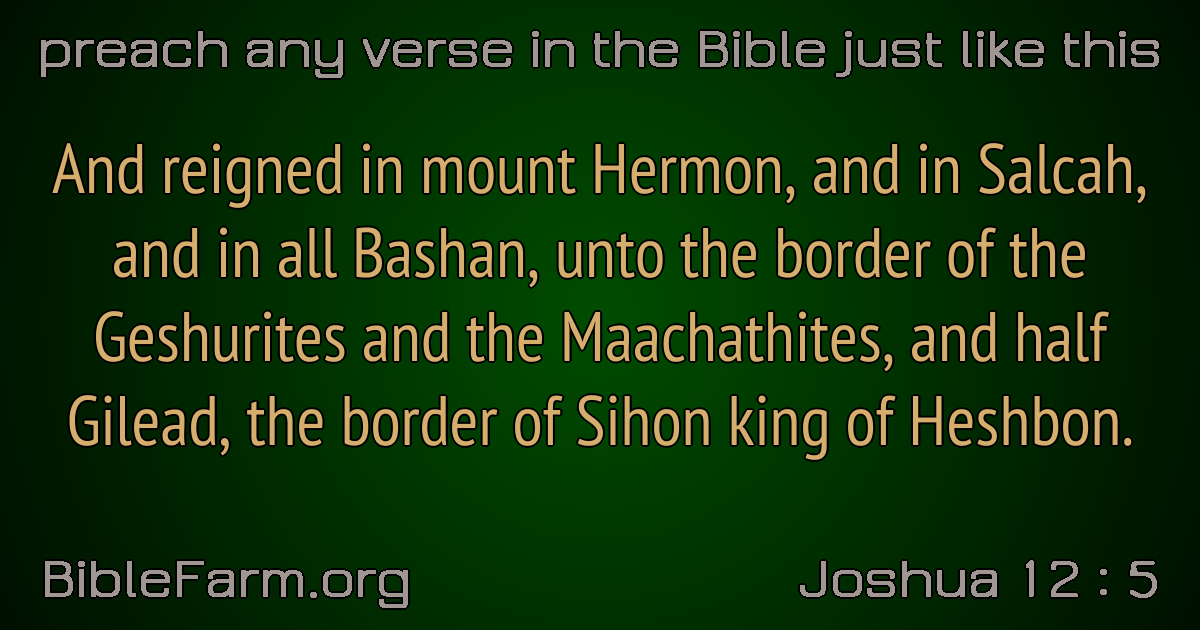 preach any verse in the Bible just like this
And reigned in mount Hermon, and in Salcah,
and in all Bashan, unto the border of the
Geshurites and the Maachathites, and half
Gilead, the border of Sihon king of Heshbon.
BibleFarm.org
Joshua 12 : 5